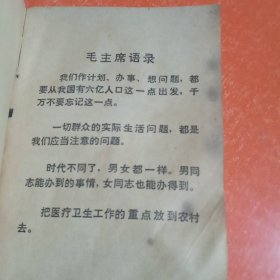 毛主席语录
我们作计划、办事、想问题，都
要从我国有六亿人口这一点出发，千
万不要忘记这一点。
一切群众的实际生活问题，都是
我们应当注意的问题。
时代不同了，男女都一样。男同
志能办到的事情，女同志也能办得到。
把医疗卫生工作的重点放到农村
去。